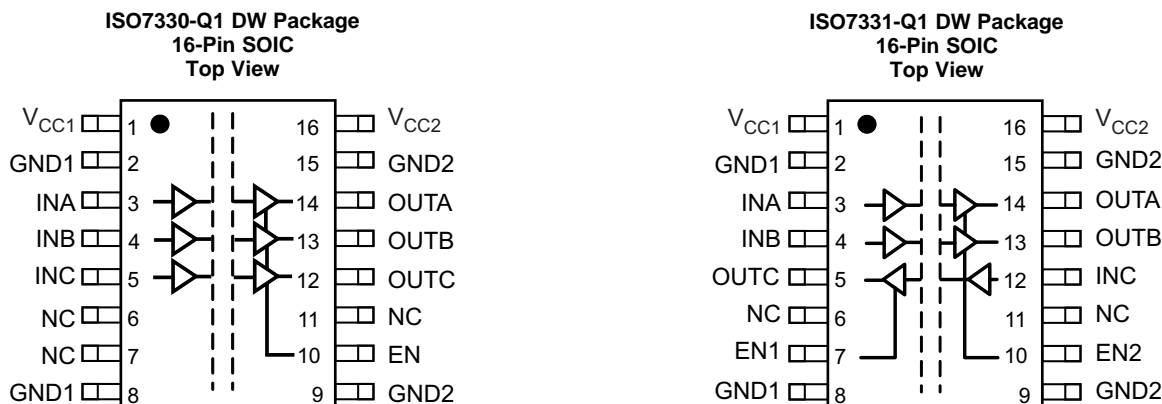 ISO7330-Q1 DW Package
16-Pin SOIC
Top View
VCC1 1 16 VCC2
GND1 2 15 GND2
INA 3 14 OUTA
INB 4 13 OUTB
INC 5 12 OUTC
NC 6 11 NC
NC 7 10 EN
GND1 8 9 GND2
ISO7331-Q1 DW Package
16-Pin SOIC
Top View
VCC1 1 16 VCC2
GND1 2 15 GND2
INA 3 14 OUTA
INB 4 13 OUTB
OUTC 5 12 INC
NC 6 11 NC
EN1 7 10 EN2
GND1 8 9 GND2